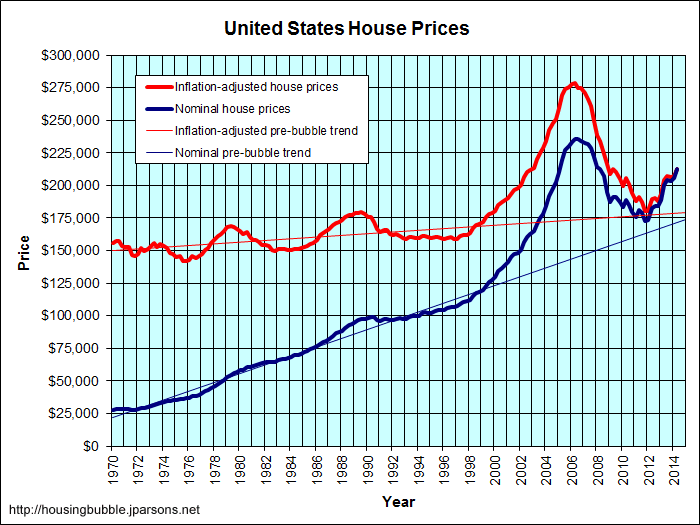 United States House Prices
$300,000
$275,000
$250,000
$225,000
$200,000
$175,000
$150,000
$125,000
$100,000
$75,000
$50,000
$25,000
$0
Price
Inflation-adjusted house prices
Nominal house prices
Inflation-adjusted pre-bubble trend
Nominal pre-bubble trend
1970 1972 1974 1976 1978 1980 1982 1984 1986 1988 1990 1992 1994 1996 1998 2000 2002 2004 2006 2008 2010 2012 2014
Year
http://housingbubble.jparsons.net